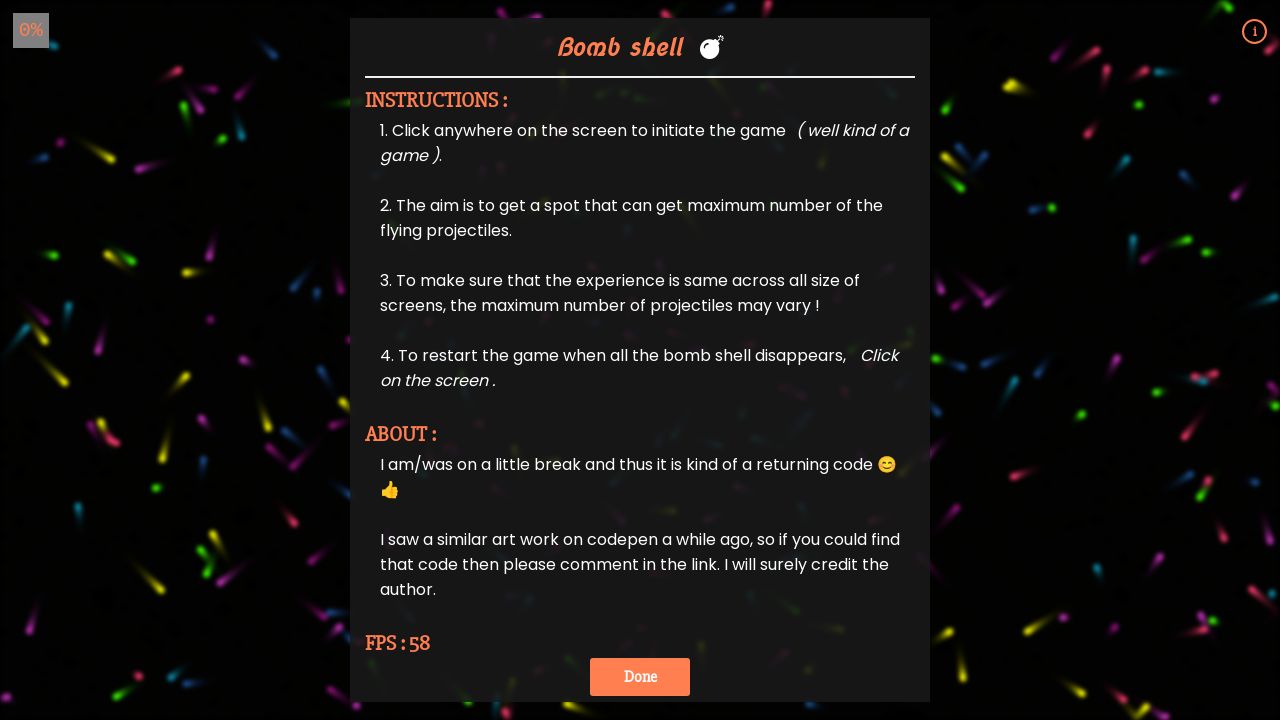 0%
i
Bomb shell 💣
INSTRUCTIONS :
1. Click anywhere on the screen to initiate the game ( well kind of a
game ).
2. The aim is to get a spot that can get maximum number of the
flying projectiles.
3. To make sure that the experience is same across all size of
screens, the maximum number of projectiles may vary !
4. To restart the game when all the bomb shell disappears, Click
on the screen .
ABOUT :
I am/was on a little break and thus it is kind of a returning code 😊
👍
I saw a similar art work on codepen a while ago, so if you could find
that code then please comment in the link. I will surely credit the
author.
FPS : 58
Done